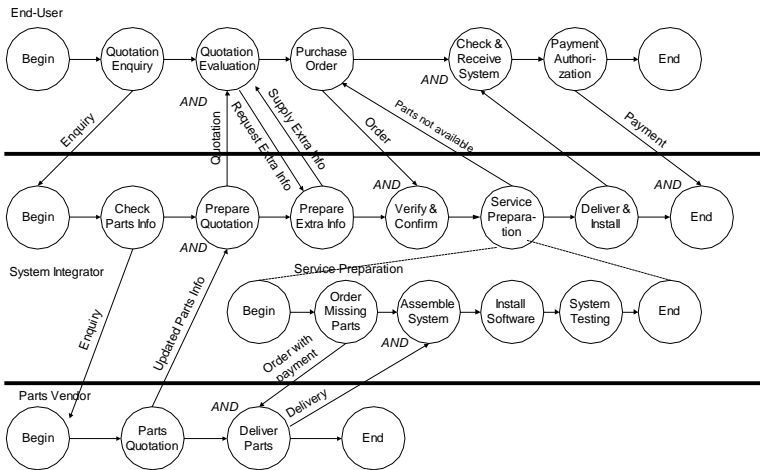 End-User
Begin
Quotation
Enquiry
Quotation
Evaluation
Purchase
Order
Check &
Receive
System
Payment
Authori-
zation
End
AND
AND
Enquiry
Quotation
Request Extra Info
Supply Extra Info
Order
Parts not available
Payment
AND
AND
Begin
Check
Parts Info
Prepare
Quotation
Prepare
Extra Info
Verify &
Confirm
Service
Prepara-
tion
Deliver &
Install
End
AND
System Integrator
Service Preparation
Begin
Order
Missing
Parts
Assemble
System
Install
Software
System
Testing
End
Enquiry
Updated Parts Info
Order with
payment
AND
Delivery
Parts Vendor
AND
Begin
Parts
Quotation
Deliver
Parts
End